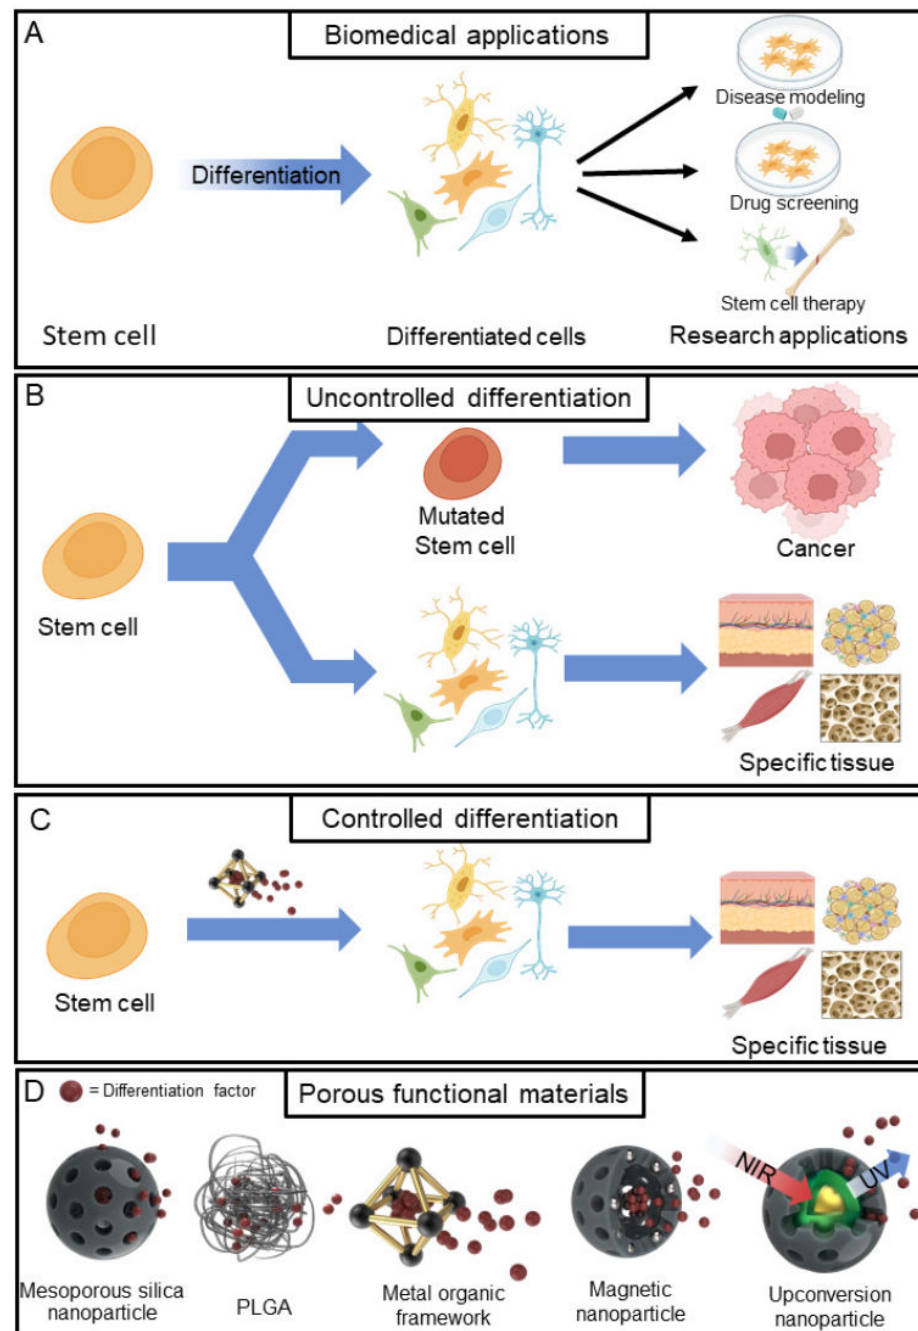 A
Biomedical applications
Differentiation
Disease modeling
Drug screening
Stem cell therapy
Stem cell
Differentiated cells
Research applications
B
Uncontrolled differentiation
Mutated
Stem cell
Cancer
Stem cell
Specific tissue
C
Controlled differentiation
Stem cell
Specific tissue
D
= Differentiation factor
Porous functional materials
NIR
UV
Mesoporous silica
nanoparticle
PLGA
Metal organic
framework
Magnetic
nanoparticle
Upconversion
nanoparticle